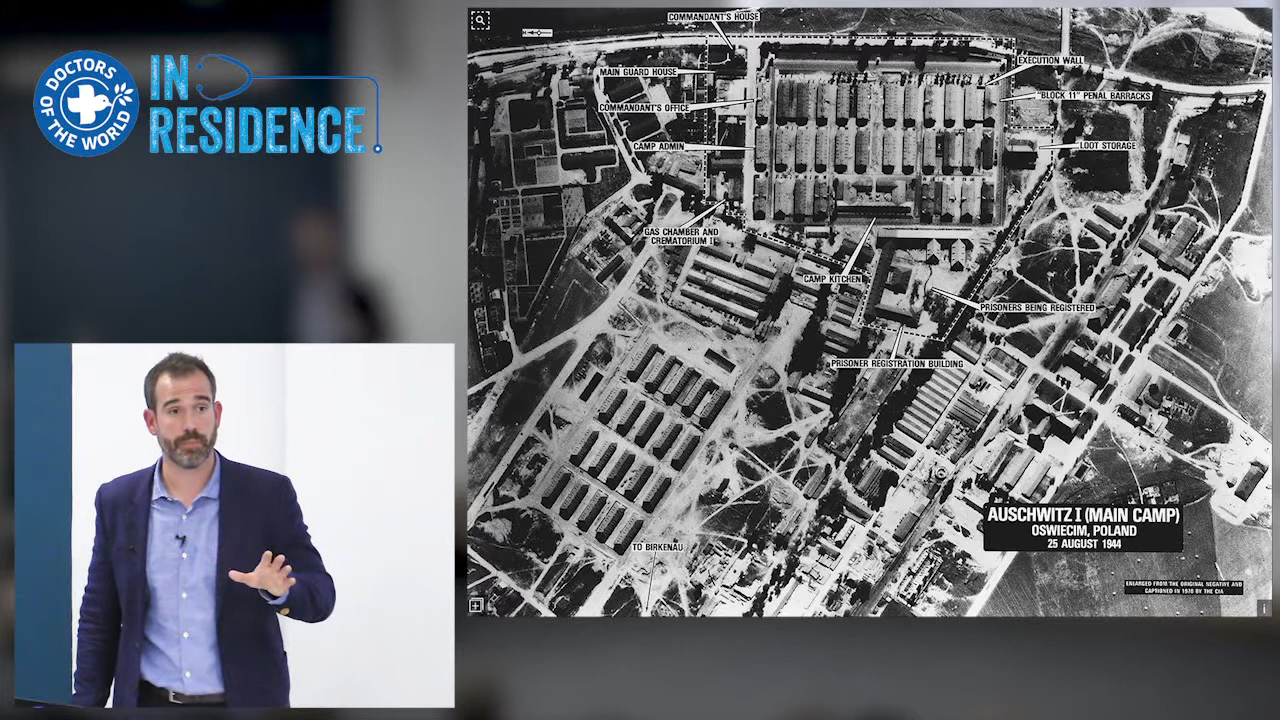 DOCTORS
OF THE WORLD
IN
RESIDENCE
COMMANDANT'S HOUSE
N
MAIN GUARD HOUSE
EXECUTION WALL
COMMANDANT'S OFFICE
"BLOCK 11" PENAL BARRACKS
CAMP ADMIN
LOOT STORAGE
GAS CHAMBER AND
CREMATORIUM I
CAMP KITCHEN
PRISONERS BEING REGISTERED
PRISONER REGISTRATION BUILDING
AUSCHWITZ I (MAIN CAMP)
OSWIECIM, POLAND
25 AUGUST 1944
TO BIRKENAU
ENLARGED FROM THE ORIGINAL NEGATIVE AND
CAPTIONED IN 1978 BY THE CIA